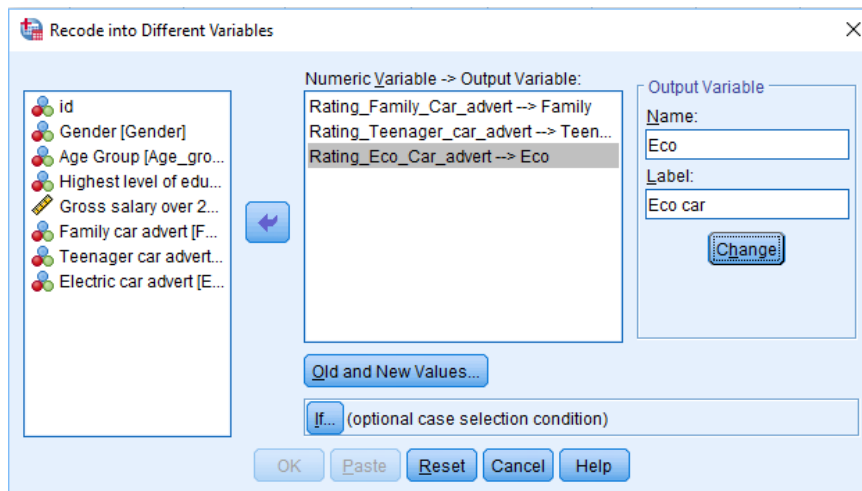 Recode into Different Variables
id
Gender [Gender]
Age Group [Age_gro...
Highest level of edu...
Gross salary over 2...
Family car advert [F...
Teenager car advert...
Electric car advert [E...
Numeric Variable -> Output Variable:
Rating_Family_Car_advert --> Family
Rating_Teenager_car_advert --> Teen...
Rating_Eco_Car_advert --> Eco
Output Variable
Name:
Eco
Label:
Eco car
Change
Old and New Values...
If... (optional case selection condition)
OK Paste Reset Cancel Help